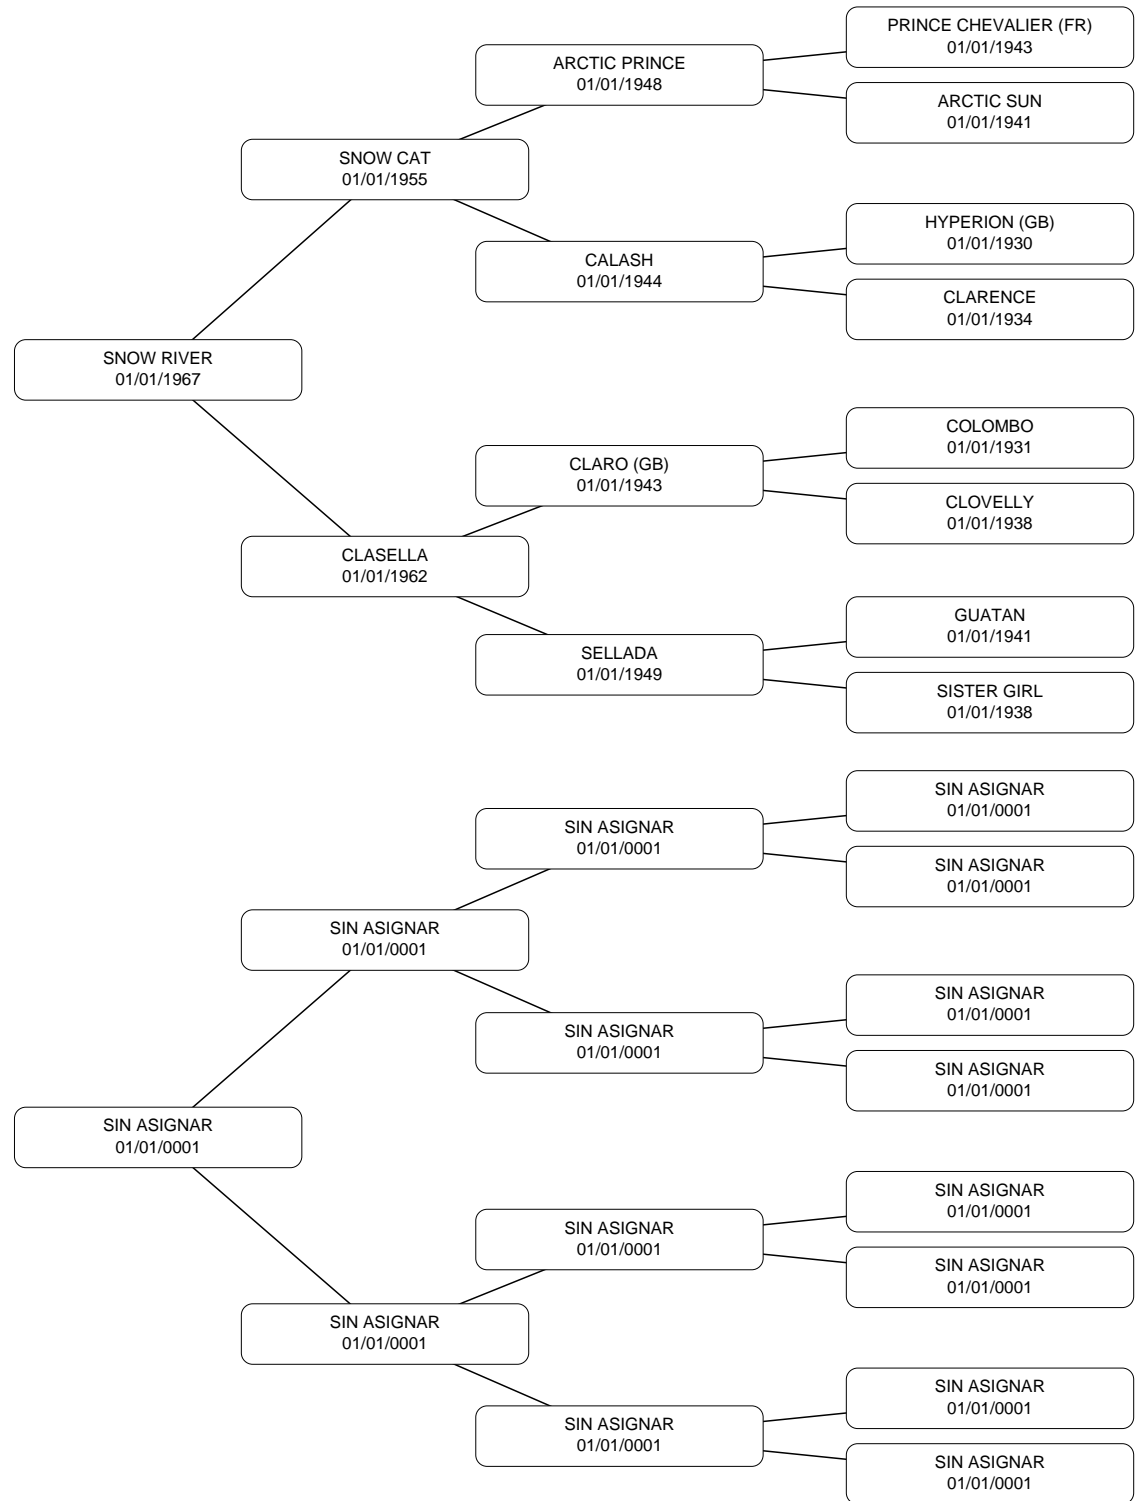 PRINCE CHEVALIER (FR)
01/01/1943
ARCTIC PRINCE
01/01/1948
ARCTIC SUN
01/01/1941
SNOW CAT
01/01/1955
HYPERION (GB)
01/01/1930
CALASH
01/01/1944
CLARENCE
01/01/1934
SNOW RIVER
01/01/1967
COLOMBO
01/01/1931
CLARO (GB)
01/01/1943
CLOVELLY
01/01/1938
CLASELLA
01/01/1962
GUATAN
01/01/1941
SELLADA
01/01/1949
SISTER GIRL
01/01/1938
SIN ASIGNAR
01/01/0001
SIN ASIGNAR
01/01/0001
SIN ASIGNAR
01/01/0001
SIN ASIGNAR
01/01/0001
SIN ASIGNAR
01/01/0001
SIN ASIGNAR
01/01/0001
SIN ASIGNAR
01/01/0001
SIN ASIGNAR
01/01/0001
SIN ASIGNAR
01/01/0001
SIN ASIGNAR
01/01/0001
SIN ASIGNAR
01/01/0001
SIN ASIGNAR
01/01/0001
SIN ASIGNAR
01/01/0001
SIN ASIGNAR
01/01/0001
SIN ASIGNAR
01/01/0001